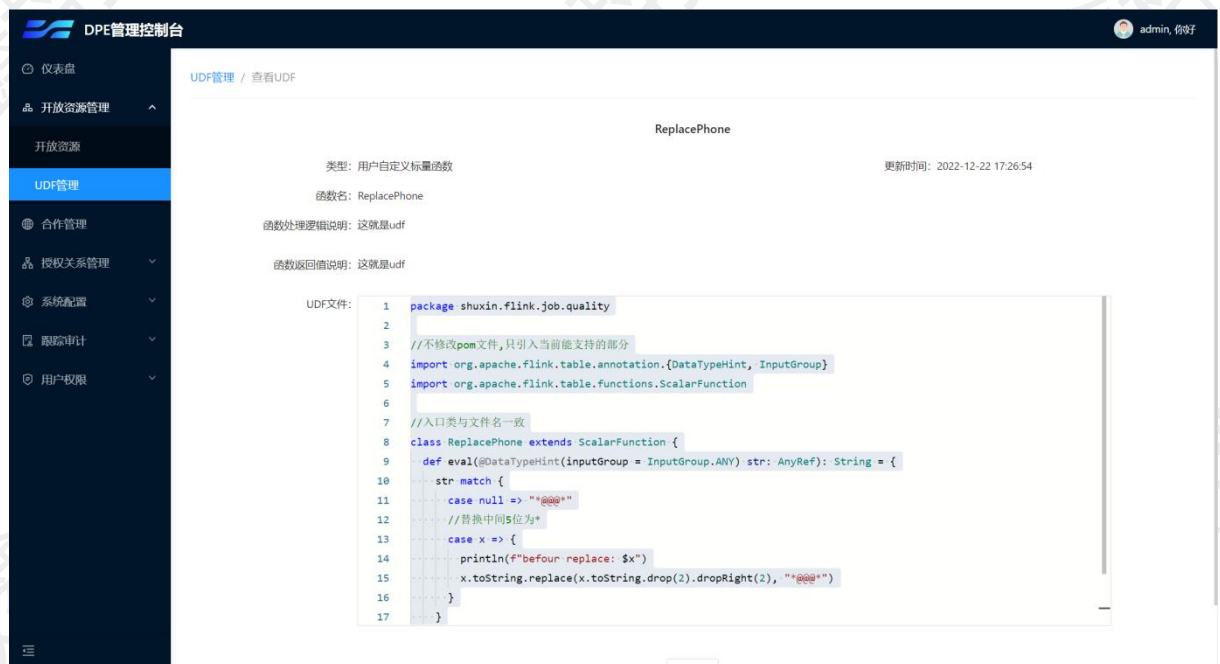 DPE管理控制台
admin, 你好
仪表盘
开放资源管理
开放资源
UDF管理
合作管理
授权关系管理
系统配置
跟踪审计
用户权限
UDF管理 / 查看UDF
ReplacePhone
类型: 用户自定义标量函数
更新时间: 2022-12-22 17:26:54
函数名: ReplacePhone
函数处理逻辑说明: 这就是udf
函数返回值说明: 这就是udf
UDF文件:
1 package shuxin.flink.job.quality
2
3 //不修改pom文件,只引入当前能支持的部分
4 import org.apache.flink.table.annotation.{DataTypeHint, InputGroup}
5 import org.apache.flink.table.functions.ScalarFunction
6
7 //入口类与文件名一致
8 class ReplacePhone extends ScalarFunction {
9 def eval(@DataTypeHint(inputGroup = InputGroup.ANY) str: AnyRef): String = {
10 str match {
11 case null => "*@@@*"
12 //替换中间5位为*
13 case x => {
14 println(f"befour replace: $x")
15 x.toString.replace(x.toString.drop(2).dropRight(2), "*@@@*")
16 }
17 }